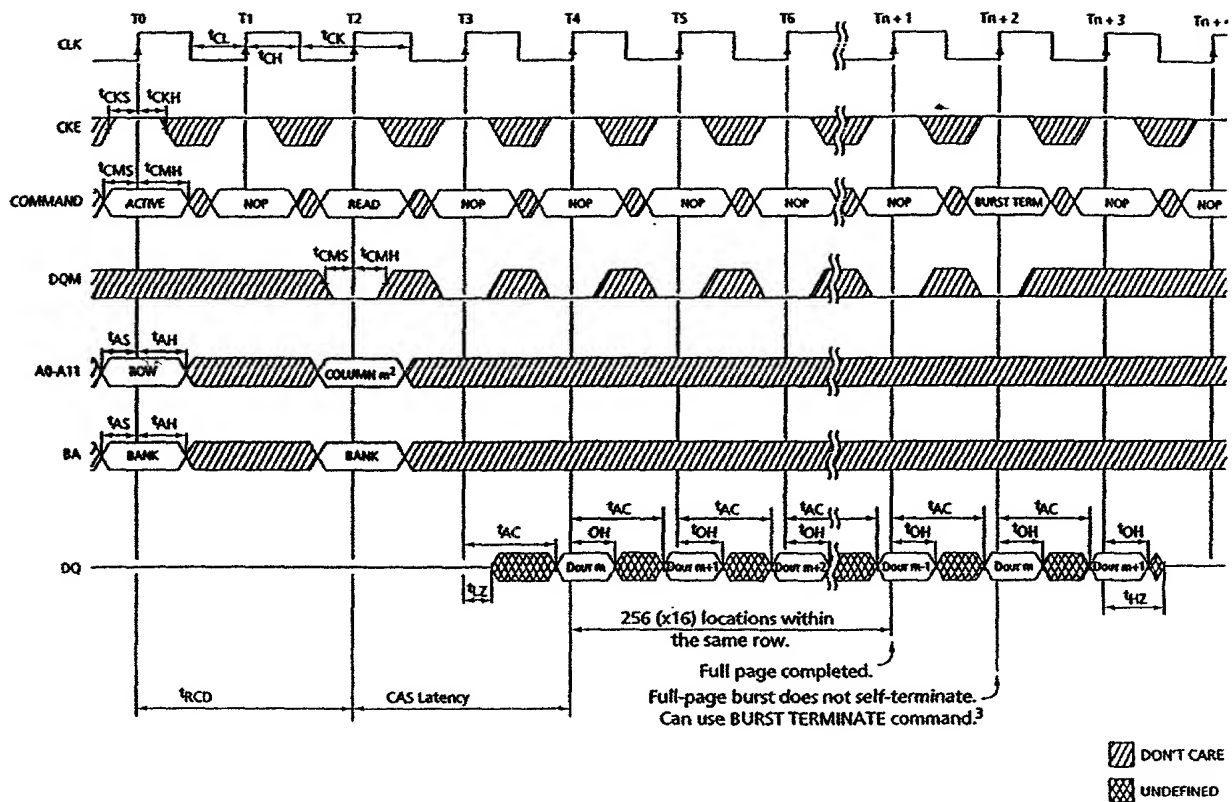 T0 T1 T2 T3 T4 T5 T6 Tn + 1 Tn + 2 Tn + 3 Tn +
CLK
tCL tCK
tCH
tCKS tCKH
CKE
tCMS tCMH
COMMAND ACTIVE NOP READ NOP NOP NOP NOP NOP BURST TERM NOP NOP
tCMS tCMH
DQM
tAS tAH
A0-A11 ROW COLUMN m2
tAS tAH
BA BANK BANK
tAC tAC tAC tAC tAC tAC
OH tOH tOH tOH tOH tOH
DQ DOUT m DOUT m+1 DOUT m+2 DOUT m-1 DOUT m DOUT m+1
tLZ tHZ
256 (x16) locations within
the same row.
Full page completed.
tRCD CAS Latency
Full-page burst does not self-terminate.
Can use BURST TERMINATE command.3
DON'T CARE
UNDEFINED